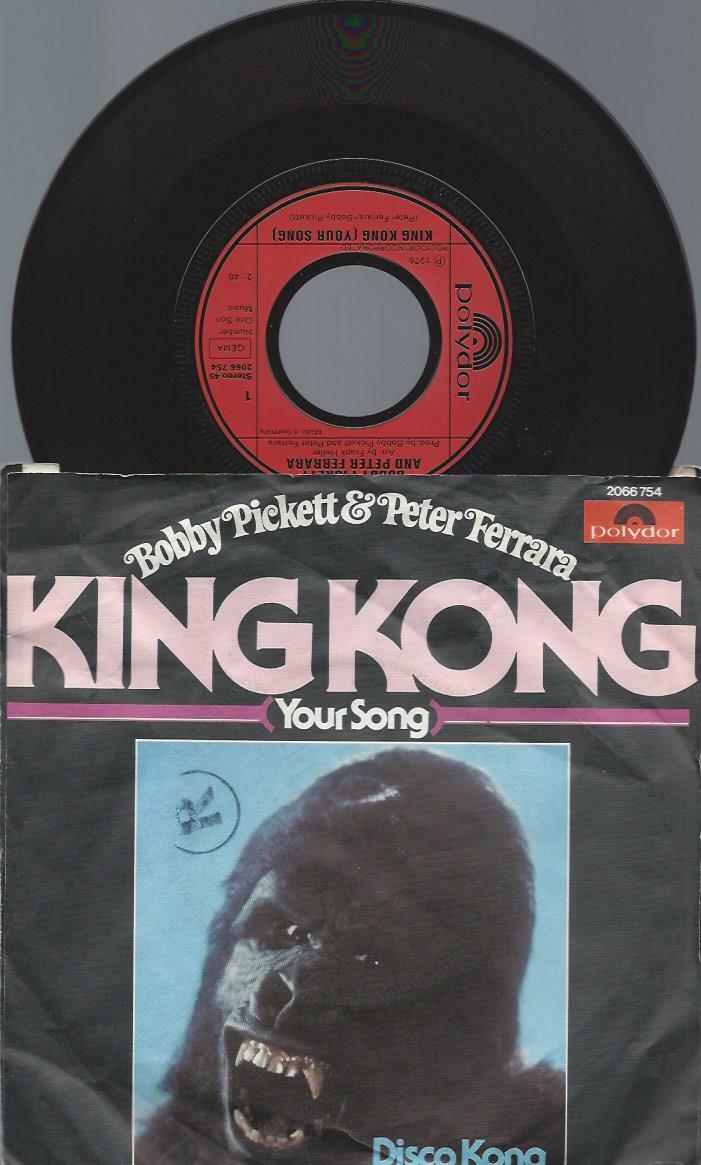 KING KONG (YOUR SONG)
(Peter Ferrara-Bobby Pickett)
Ⓟ 1976
POLYDOR INCORPORATED
2:48
Number
One Son
Music
GEMA
Stereo 45
2066 754
1
Made in Germany
polydor
BOBBY PICKETT
AND PETER FERRARA
Arr. by Frank Heller
Prod. by Bobby Pickett and Peter Ferrara
2066 754
polydor
Bobby Pickett & Peter Ferrara
KING KONG
(Your Song)
R
Disco Kong